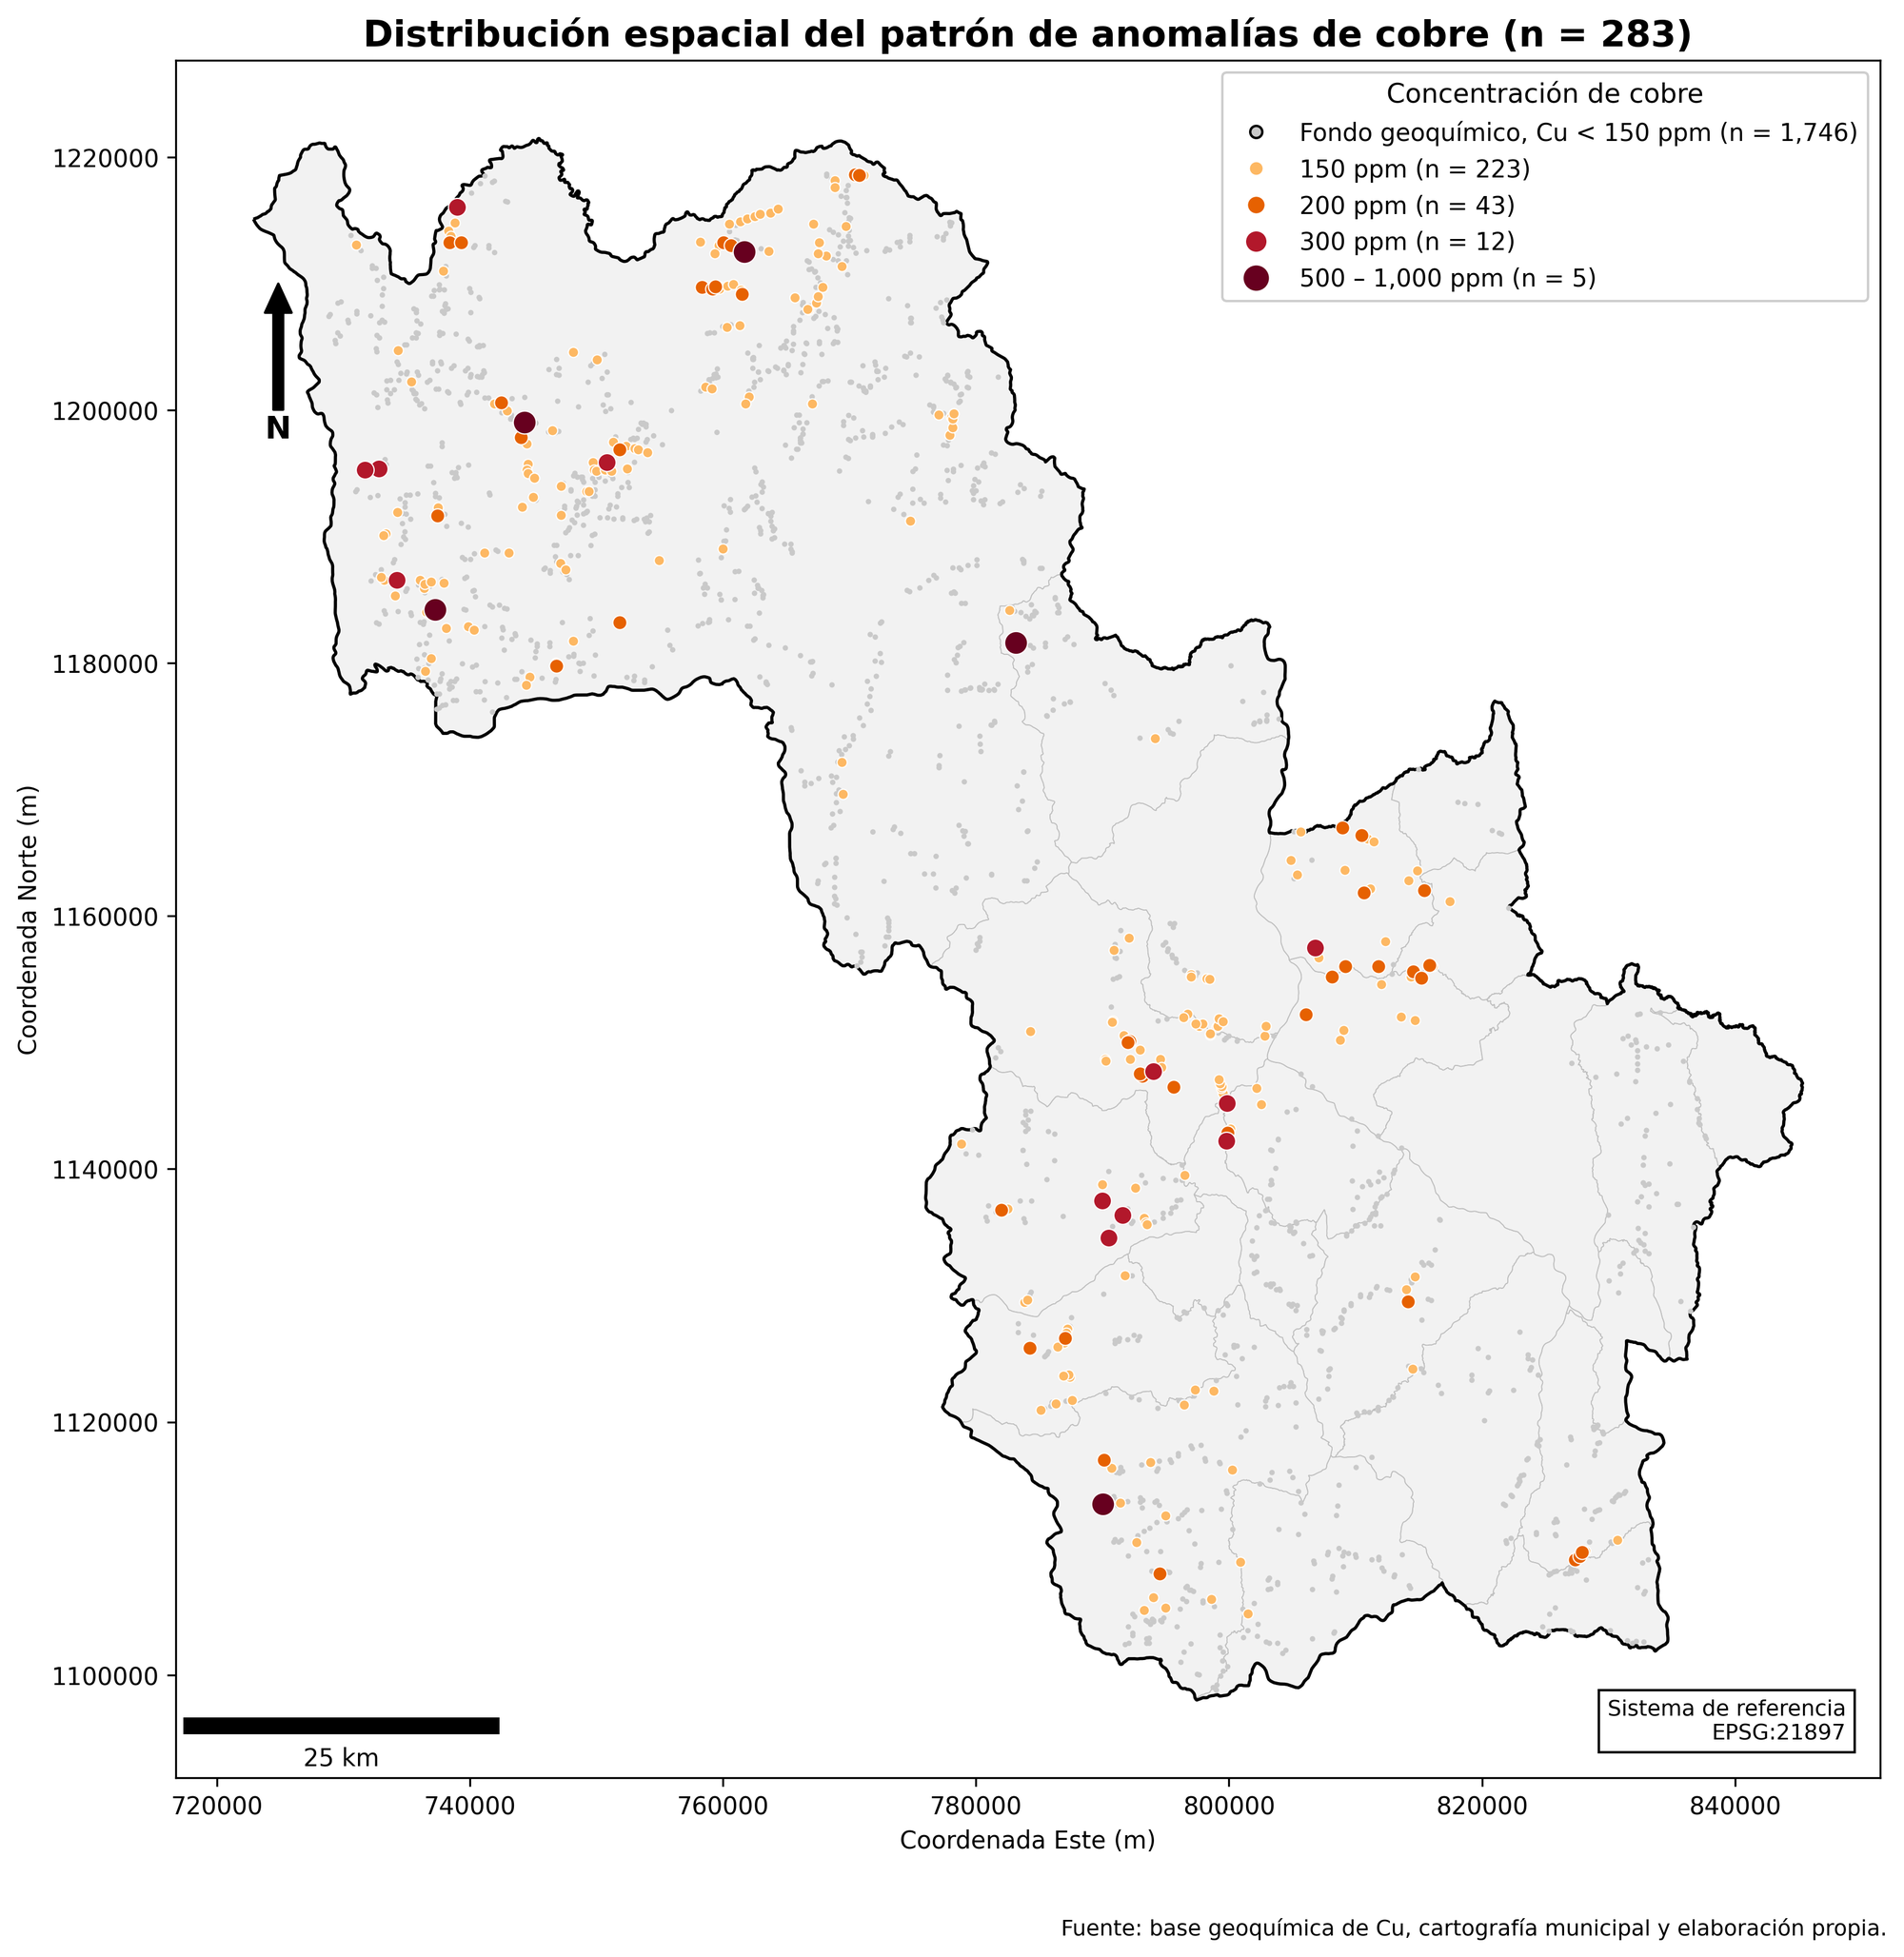 Distribución espacial del patrón de anomalías de cobre (n = 283)
Concentración de cobre
Fondo geoquímico, Cu < 150 ppm (n = 1,746)
150 ppm (n = 223)
200 ppm (n = 43)
300 ppm (n = 12)
500 – 1,000 ppm (n = 5)
1220000
1200000
1180000
1160000
1140000
1120000
1100000
Coordenada Norte (m)
N
25 km
Sistema de referencia
EPSG:21897
720000
740000
760000
780000
800000
820000
840000
Coordenada Este (m)
Fuente: base geoquímica de Cu, cartografía municipal y elaboración propia.